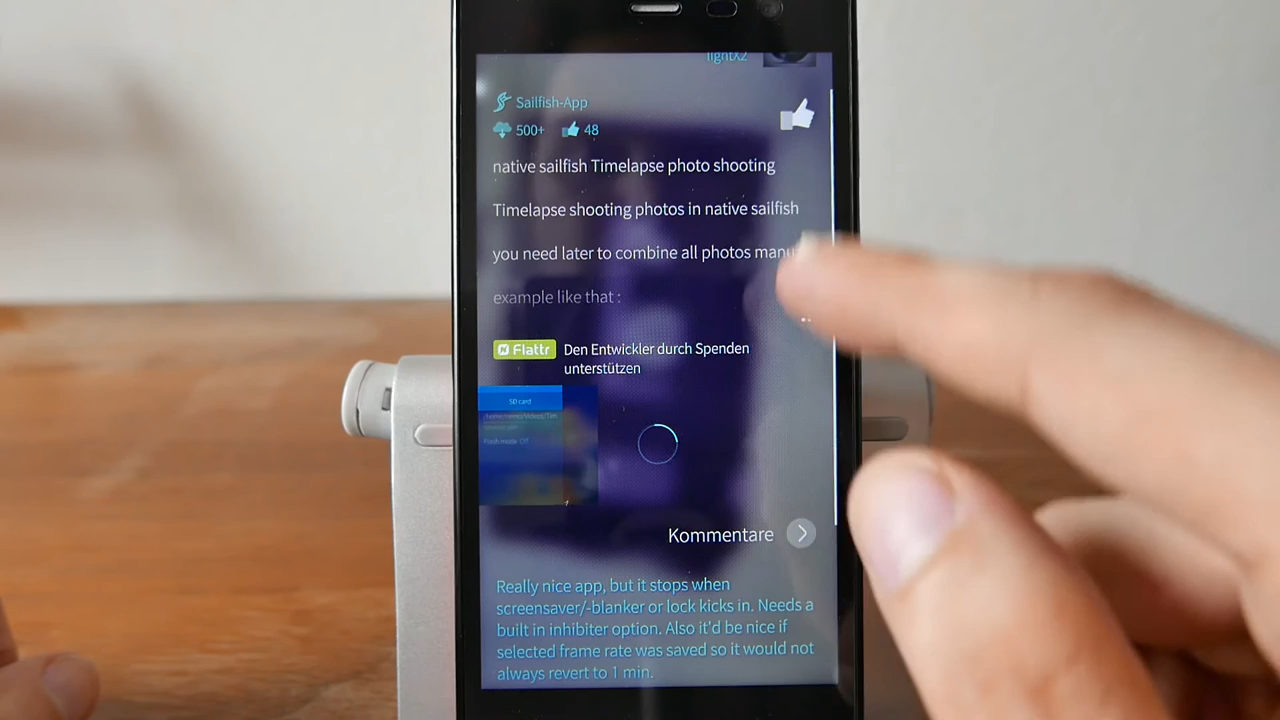 lightX2
Sailfish-App
500+ 48
native sailfish Timelapse photo shooting
Timelapse shooting photos in native sailfish
you need later to combine all photos
example like that :
Flattr Den Entwickler durch Spenden
unterstützen
SD card
Kommentare
Really nice app, but it stops when
screensaver/-blanker or lock kicks in. Needs a
built in inhibiter option. Also it'd be nice if
selected frame rate was saved so it would not
always revert to 1 min.